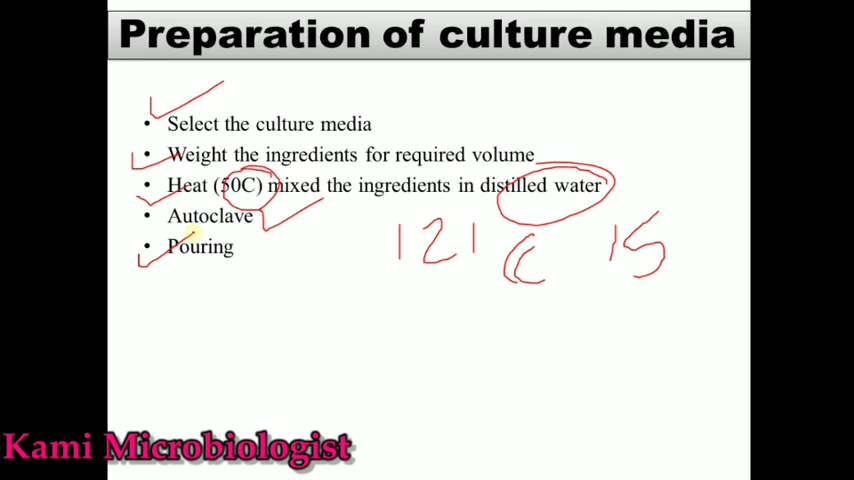 Preparation of culture media
• Select the culture media
• Weight the ingredients for required volume
• Heat (50C) mixed the ingredients in distilled water
• Autoclave
• Pouring
121 C 15
Kami Microbiologist